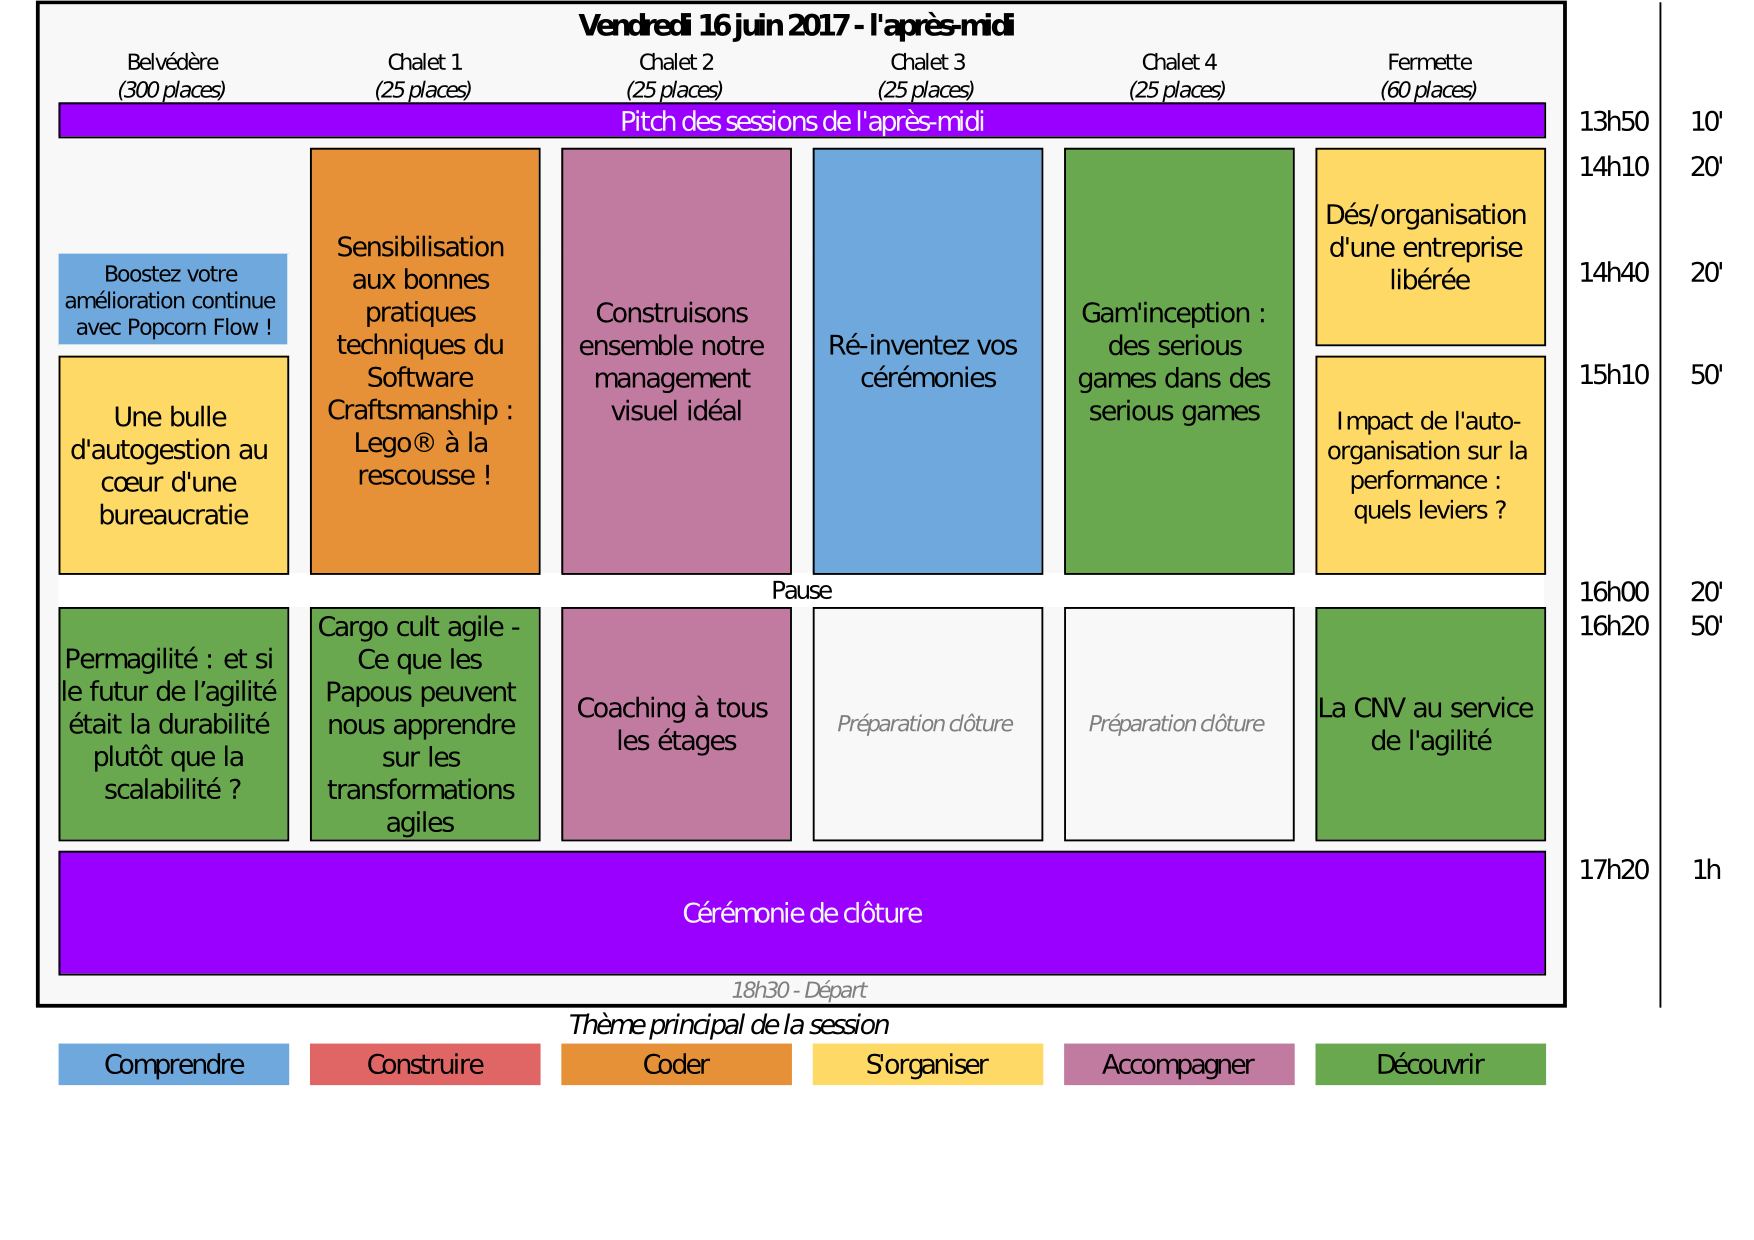 Vendredi 16 juin 2017 - l'après-midi
Belvédère
(300 places)
Chalet 1
(25 places)
Chalet 2
(25 places)
Chalet 3
(25 places)
Chalet 4
(25 places)
Fermette
(60 places)
Pitch des sessions de l'après-midi
13h50 10'
14h10 20'
14h40 20'
15h10 50'
Boostez votre
amélioration continue
avec Popcorn Flow !
Une bulle
d'autogestion au
cœur d'une
bureaucratie
Sensibilisation
aux bonnes
pratiques
techniques du
Software
Craftsmanship :
Lego® à la
rescousse !
Construisons
ensemble notre
management
visuel idéal
Ré-inventez vos
cérémonies
Gam'inception :
des serious
games dans des
serious games
Dés/organisation
d'une entreprise
libérée
Impact de l'auto-
organisation sur la
performance :
quels leviers ?
Pause
16h00 20'
16h20 50'
Permagilité : et si
le futur de l’agilité
était la durabilité
plutôt que la
scalabilité ?
Cargo cult agile -
Ce que les
Papous peuvent
nous apprendre
sur les
transformations
agiles
Coaching à tous
les étages
Préparation clôture
Préparation clôture
La CNV au service
de l'agilité
17h20 1h
Cérémonie de clôture
18h30 - Départ
Thème principal de la session
Comprendre
Construire
Coder
S'organiser
Accompagner
Découvrir